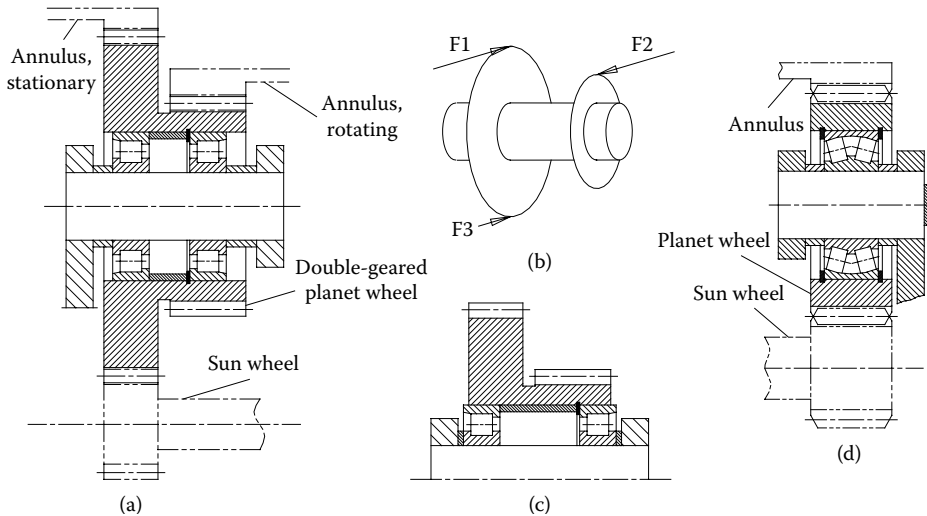 Annulus,
stationary
Annulus,
rotating
Double-geared
planet wheel
Sun wheel
(a)
F1
F2
F3
(b)
(c)
Annulus
Planet wheel
Sun wheel
(d)